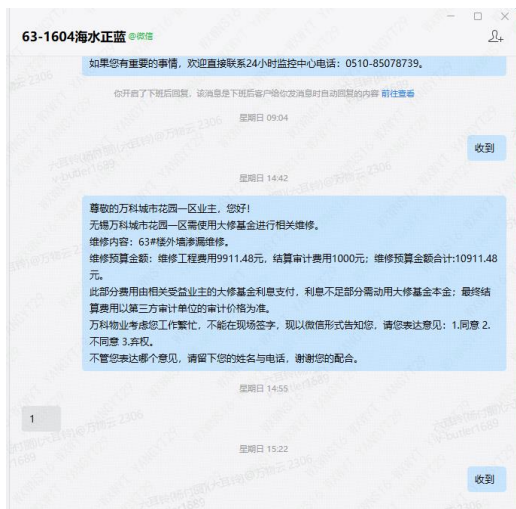 63-1604海水正蓝 @微信
如果您有重要的事情，欢迎直接联系24小时监控中心电话：0510-85078739。
你开启了下班后回复，该消息是下班后客户给你发消息时自动回复的内容 前往查看
星期日 09:04
收到
星期日 14:42
尊敬的万科城市花园一区业主，您好！
无锡万科城市花园一区需使用大修基金进行相关维修。
维修内容：63#楼外墙渗漏维修。
维修预算金额：维修工程费用9911.48元，结算审计费用1000元；维修预算金额合计:10911.48
元。
此部分费用由相关受益业主的大修基金利息支付，利息不足部分需动用大修基金本金；最终结
算费用以第三方审计单位的审计价格为准。
万科物业考虑您工作繁忙，不能在现场签字，现以微信形式告知您，请您表达意见：1.同意 2.
不同意 3.弃权。
不管您表达哪个意见，请留下您的姓名与电话，谢谢您的配合。
星期日 14:55
1
星期日 15:22
收到